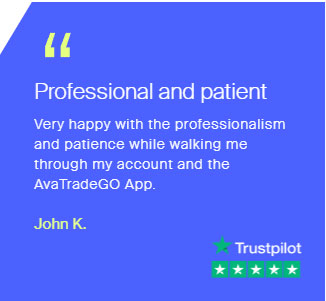 “
Professional and patient
Very happy with the professionalism
and patience while walking me
through my account and the
AvaTradeGO App.
John K.
Trustpilot